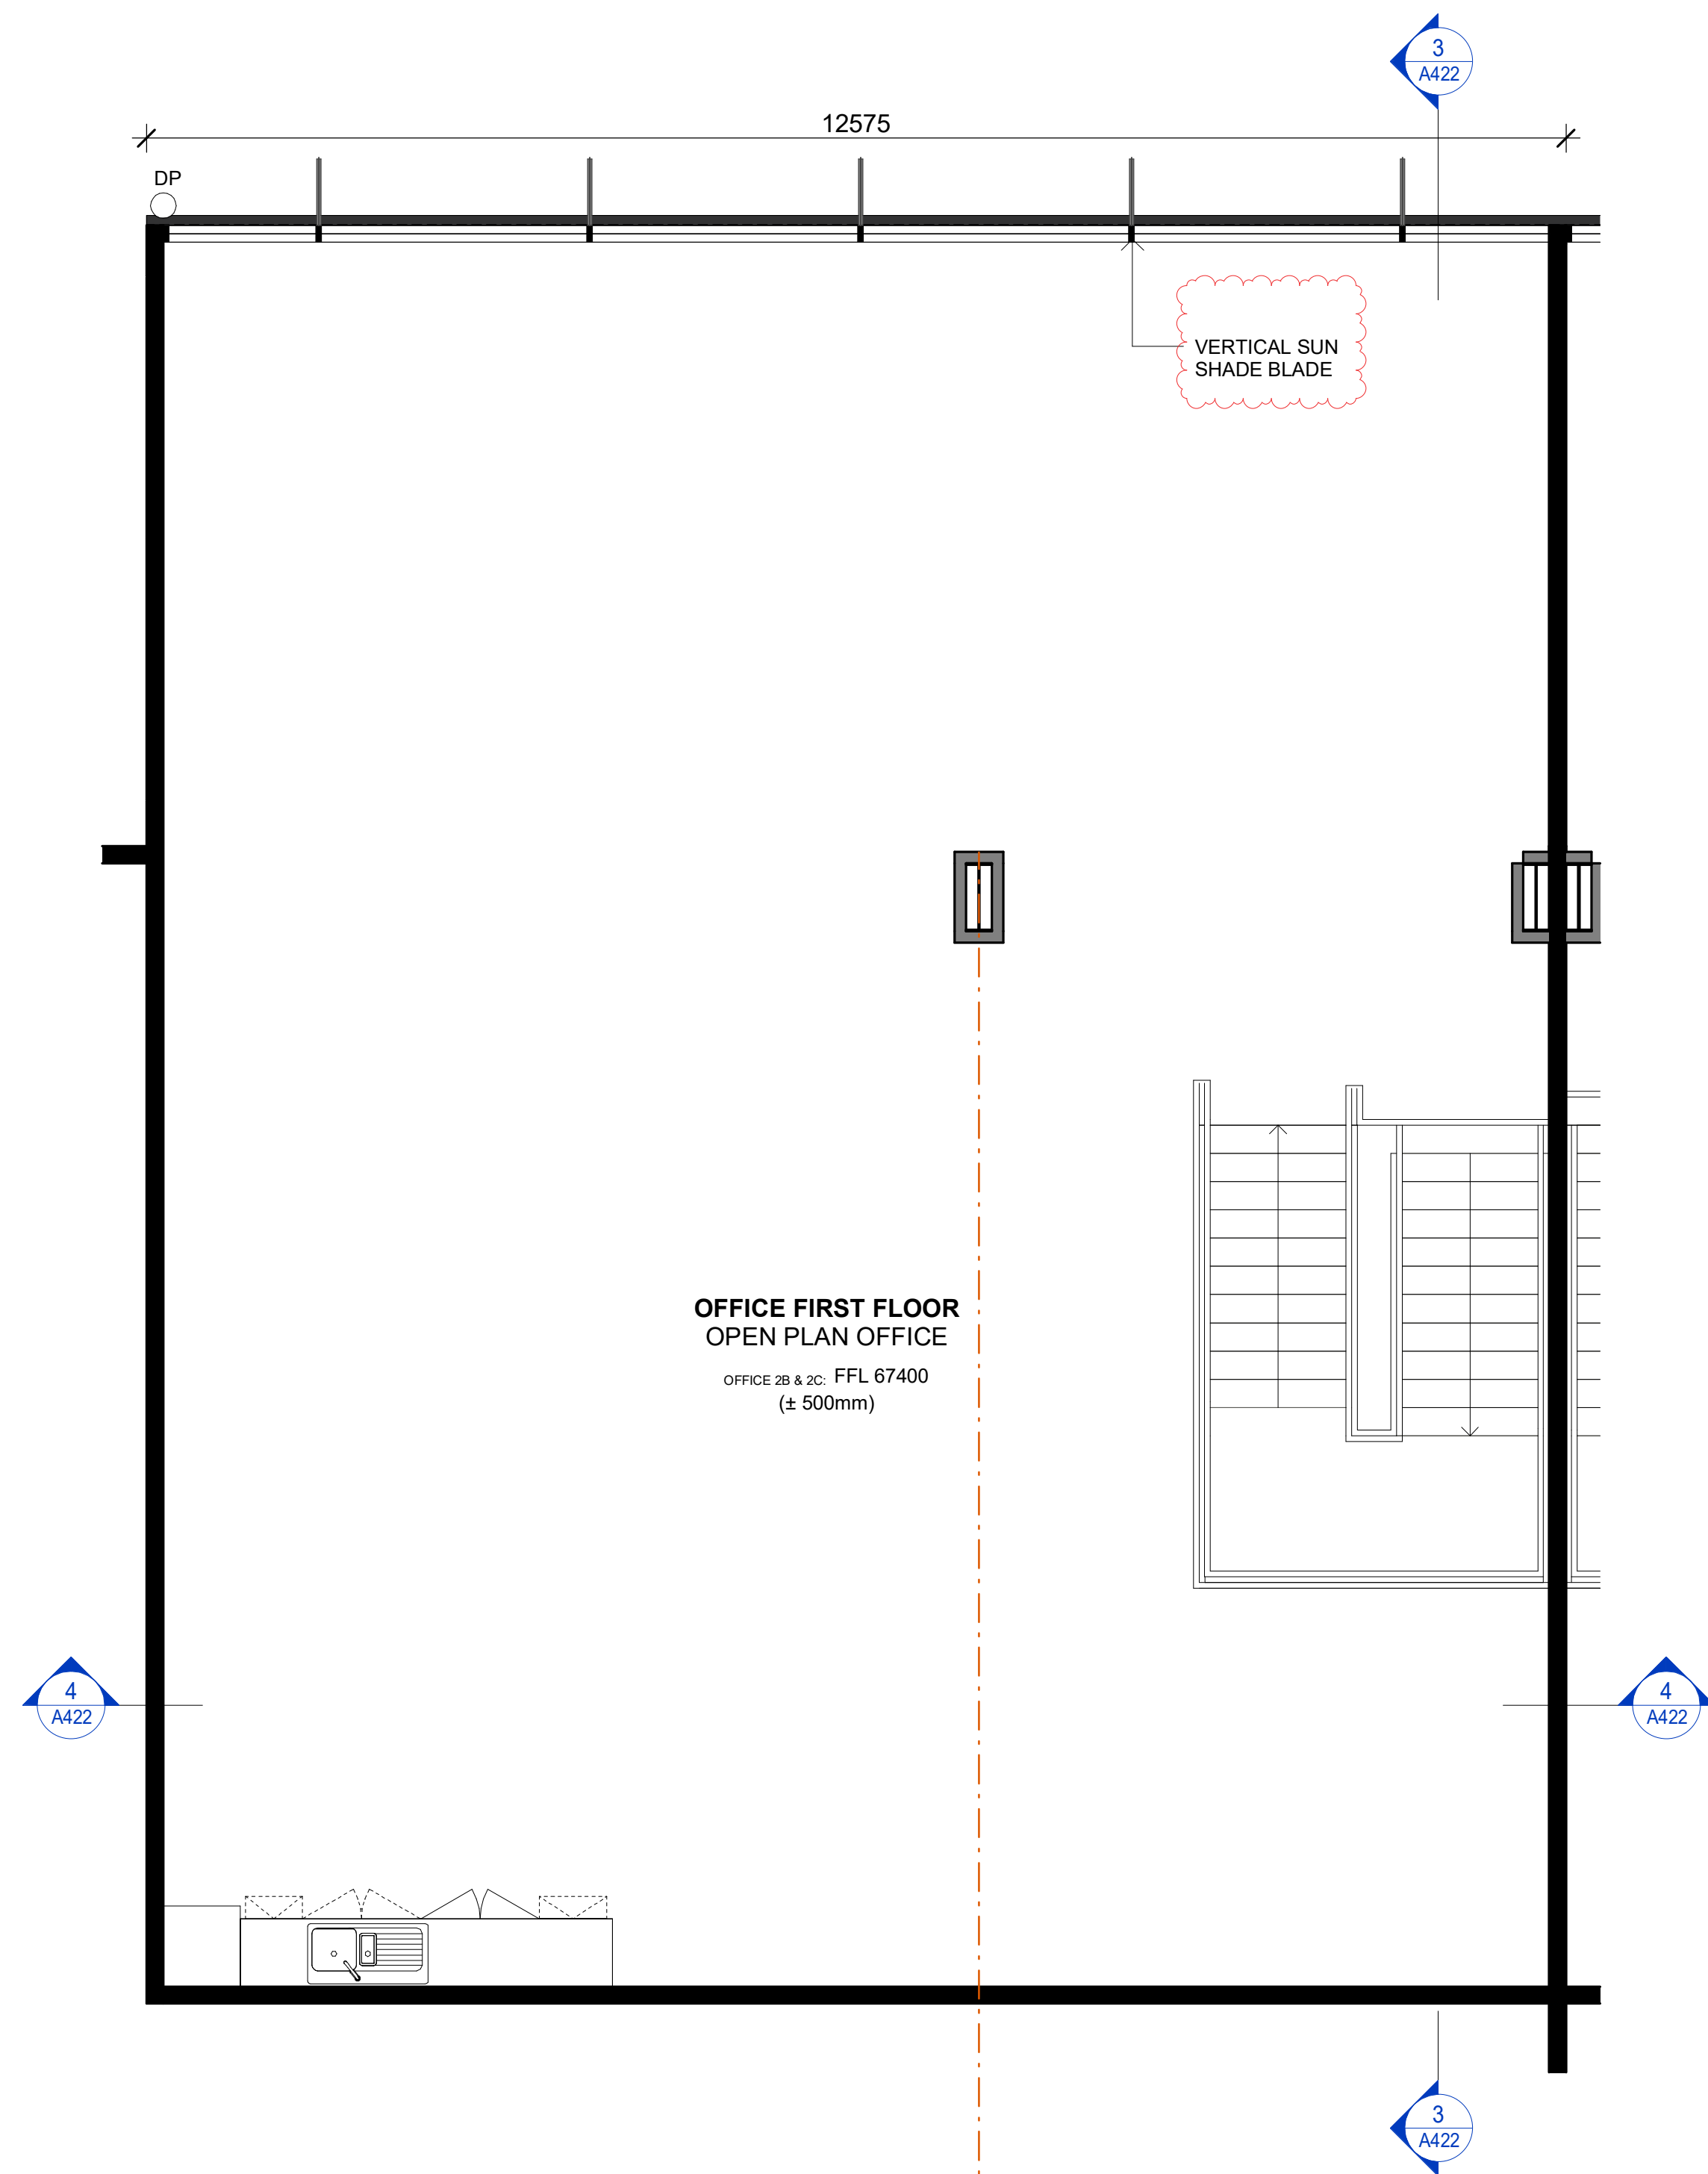 3
A422
12575
DP
VERTICAL SUN
SHADE BLADE
OFFICE FIRST FLOOR
OPEN PLAN OFFICE
OFFICE 2B & 2C: FFL 67400
(± 500mm)
4
A422
4
A422
3
A422